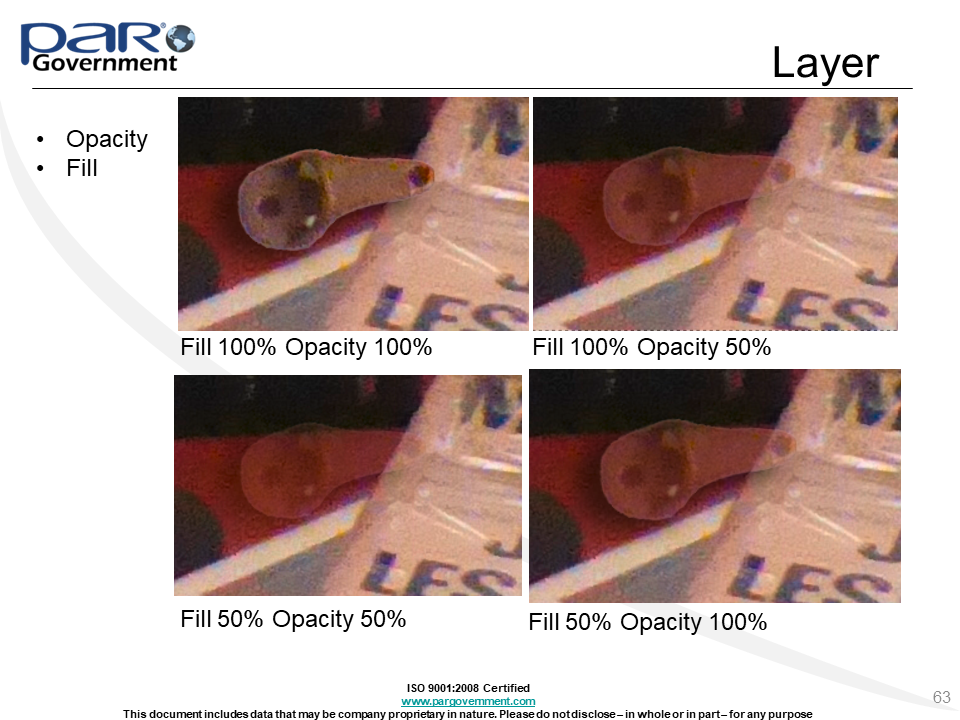 PAR®
Government
Layer
• Opacity
• Fill
LES
LES
Fill 100% Opacity 100%
Fill 100% Opacity 50%
LES
LES
Fill 50% Opacity 50%
Fill 50% Opacity 100%
ISO 9001:2008 Certified
www.pargovernment.com
This document includes data that may be company proprietary in nature. Please do not disclose – in whole or in part – for any purpose
63